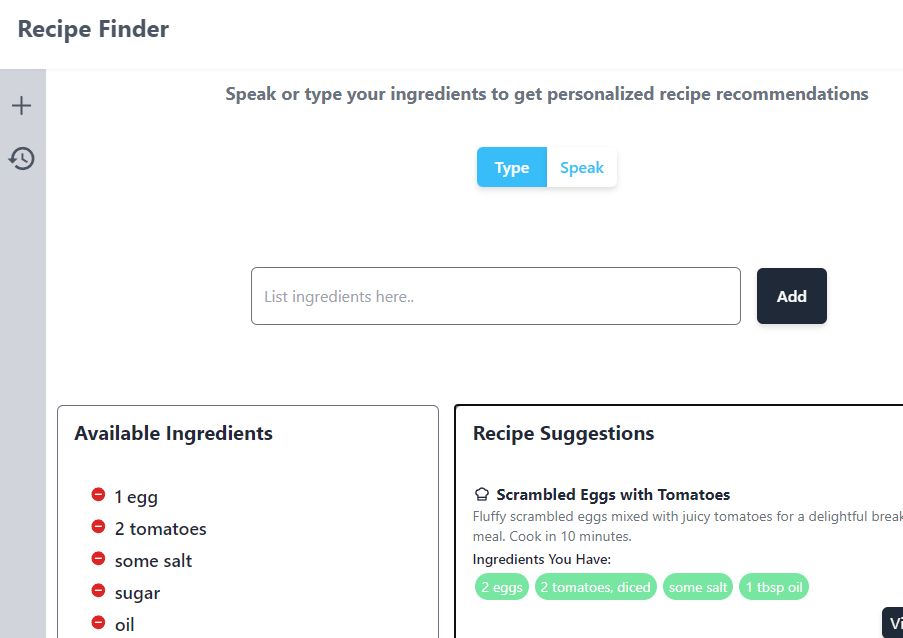 Recipe Finder
Speak or type your ingredients to get personalized recipe recommendations
Type Speak
List ingredients here..
Add
Available Ingredients
1 egg
2 tomatoes
some salt
sugar
oil
Recipe Suggestions
Scrambled Eggs with Tomatoes
Fluffy scrambled eggs mixed with juicy tomatoes for a delightful break
meal. Cook in 10 minutes.
Ingredients You Have:
2 eggs 2 tomatoes, diced some salt 1 tbsp oil
Vi